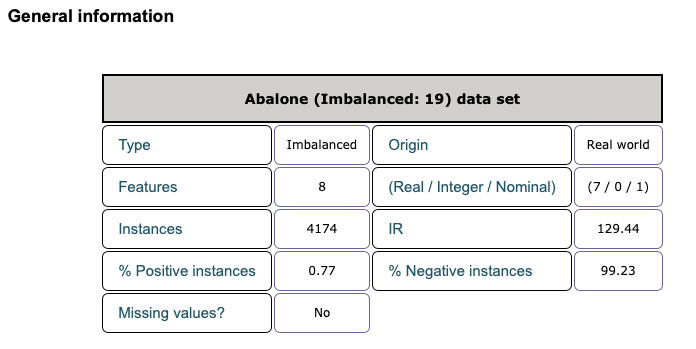 General information
Abalone (Imbalanced: 19) data set
Type Imbalanced Origin Real world
Features 8 (Real / Integer / Nominal) (7 / 0 / 1)
Instances 4174 IR 129.44
% Positive instances 0.77 % Negative instances 99.23
Missing values? No